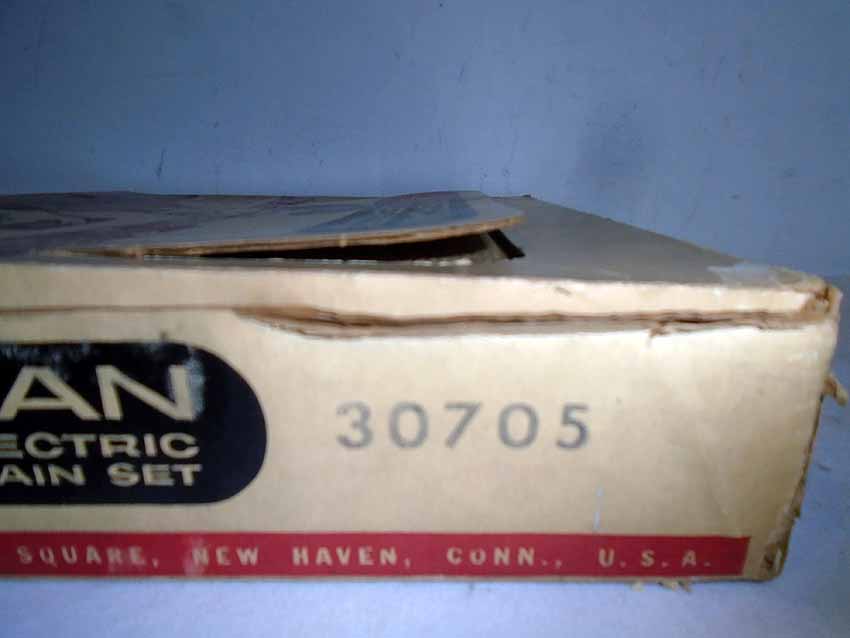 AN
ECTRIC
AIN SET
30705
SQUARE, NEW HAVEN, CONN., U.S.A.